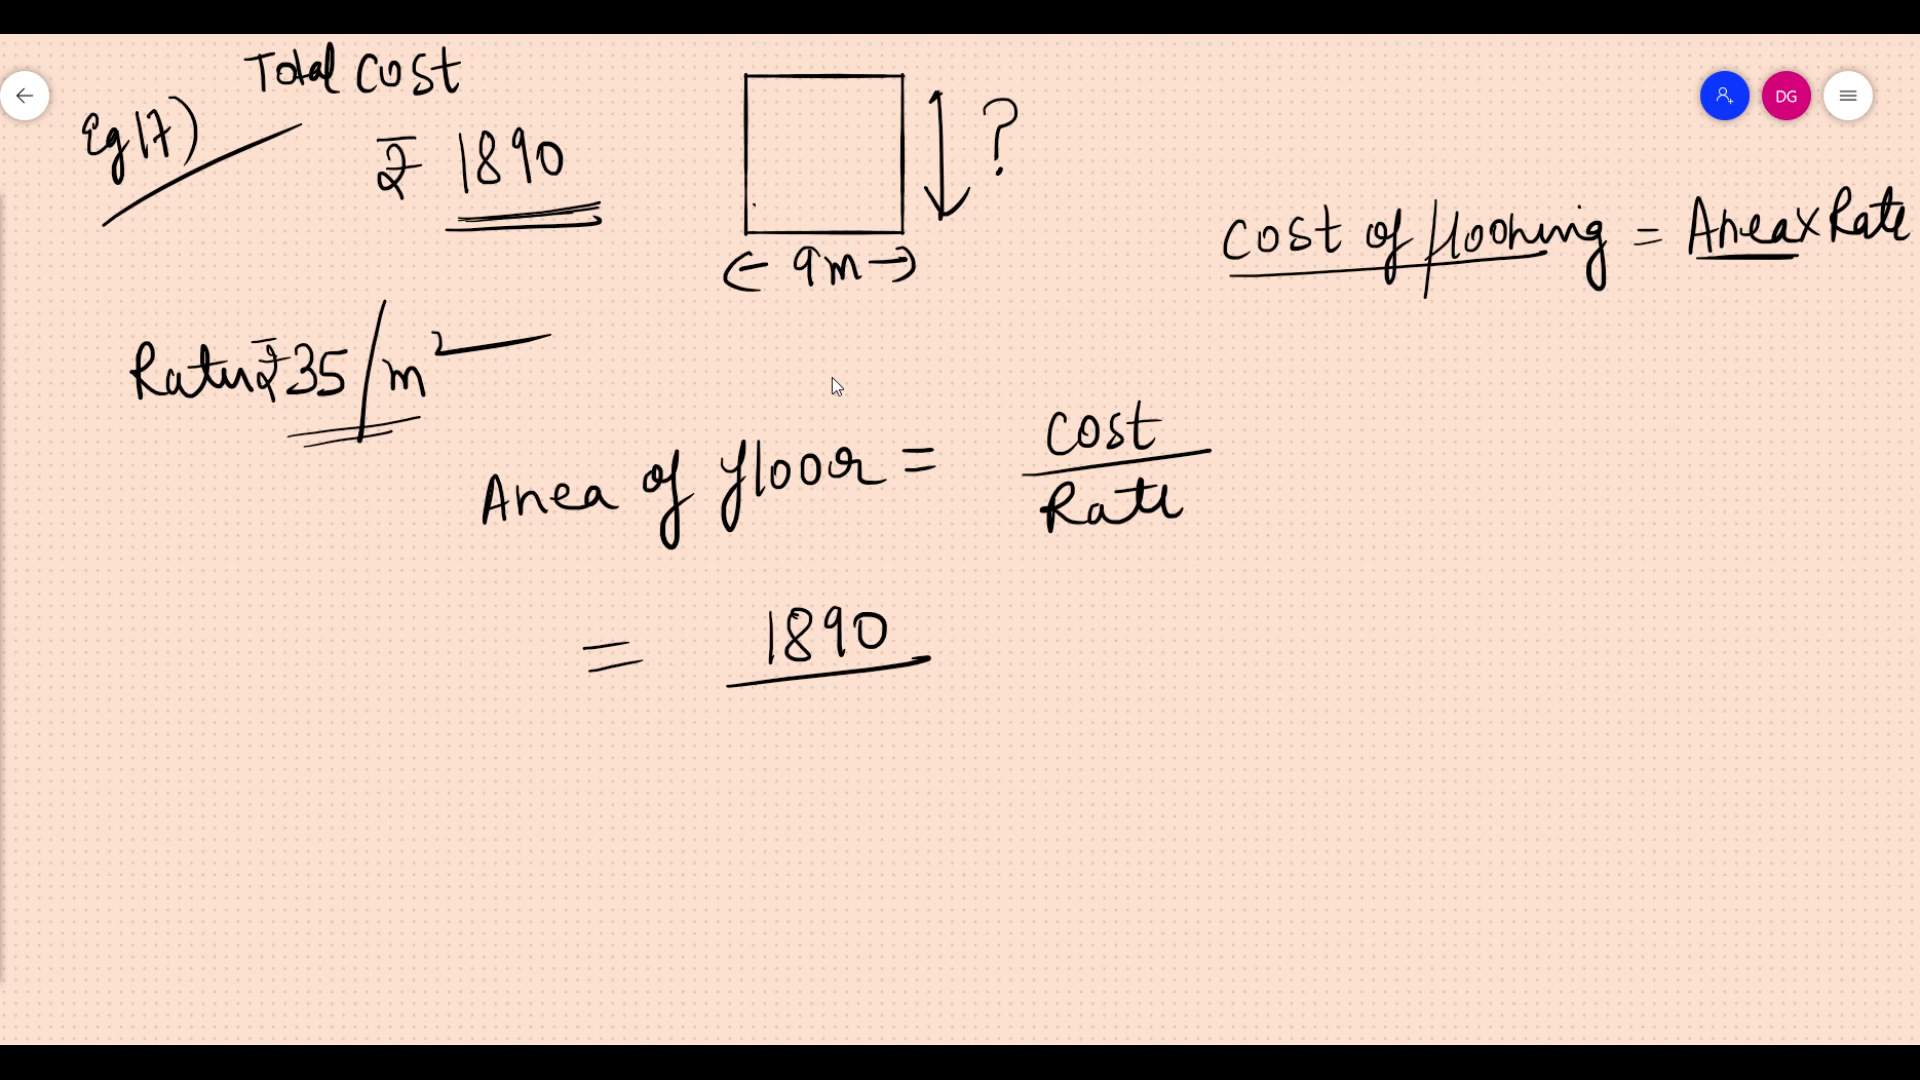 Total Cost
Eg 17)
₹ 1890
?
← 9m →
Cost of flooring = Area x Rate
Rate ₹ 35/m²
Area of floor = Cost
Rate
= 1890
DG